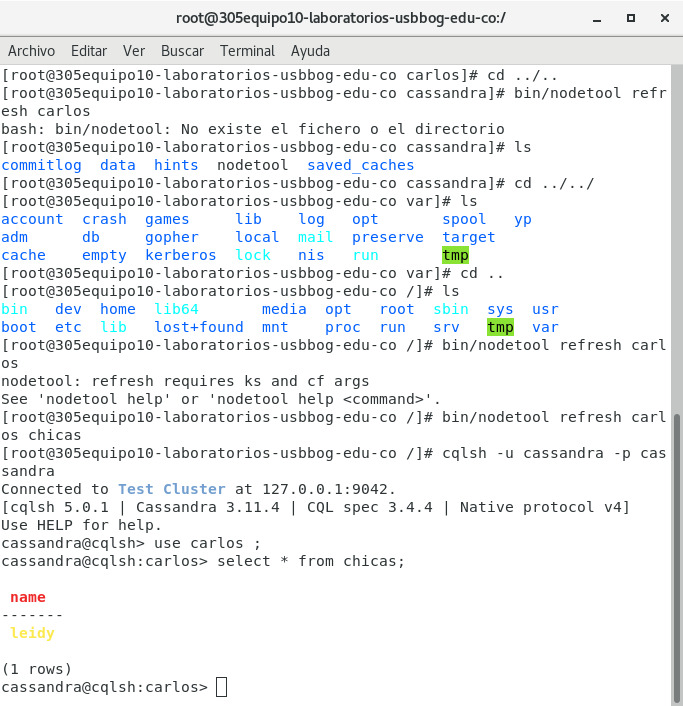 root@305equipo10-laboratorios-usbbog-edu-co:/
Archivo Editar Ver Buscar Terminal Ayuda
[root@305equipo10-laboratorios-usbbog-edu-co carlos]# cd ../..
[root@305equipo10-laboratorios-usbbog-edu-co cassandra]# bin/nodetool refr
esh carlos
bash: bin/nodetool: No existe el fichero o el directorio
[root@305equipo10-laboratorios-usbbog-edu-co cassandra]# ls
commitlog  data  hints  nodetool  saved_caches
[root@305equipo10-laboratorios-usbbog-edu-co cassandra]# cd ../../
[root@305equipo10-laboratorios-usbbog-edu-co var]# ls
account  crash  games     lib    log   opt       spool   yp
adm      db     gopher    local  mail  preserve  target
cache    empty  kerberos  lock   nis   run       tmp
[root@305equipo10-laboratorios-usbbog-edu-co var]# cd ..
[root@305equipo10-laboratorios-usbbog-edu-co /]# ls
bin   dev  home  lib64       media  opt   root  sbin  sys  usr
boot  etc  lib   lost+found  mnt    proc  run   srv   tmp  var
[root@305equipo10-laboratorios-usbbog-edu-co /]# bin/nodetool refresh carl
os
nodetool: refresh requires ks and cf args
See 'nodetool help' or 'nodetool help <command>'.
[root@305equipo10-laboratorios-usbbog-edu-co /]# bin/nodetool refresh carl
os chicas
[root@305equipo10-laboratorios-usbbog-edu-co /]# cqlsh -u cassandra -p cas
sandra
Connected to Test Cluster at 127.0.0.1:9042.
[cqlsh 5.0.1 | Cassandra 3.11.4 | CQL spec 3.4.4 | Native protocol v4]
Use HELP for help.
cassandra@cqlsh> use carlos ;
cassandra@cqlsh:carlos> select * from chicas;
name
-------
leidy
(1 rows)
cassandra@cqlsh:carlos>